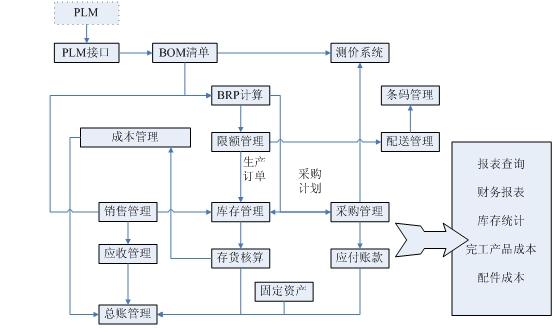 PLM
PLM接口
BOM清单
测价系统
BRP计算
条码管理
成本管理
限额管理
配送管理
生产
订单
采购
计划
报表查询
财务报表
库存统计
完工产品成本
配件成本
销售管理
库存管理
采购管理
应收管理
存货核算
应付账款
固定资产
总账管理